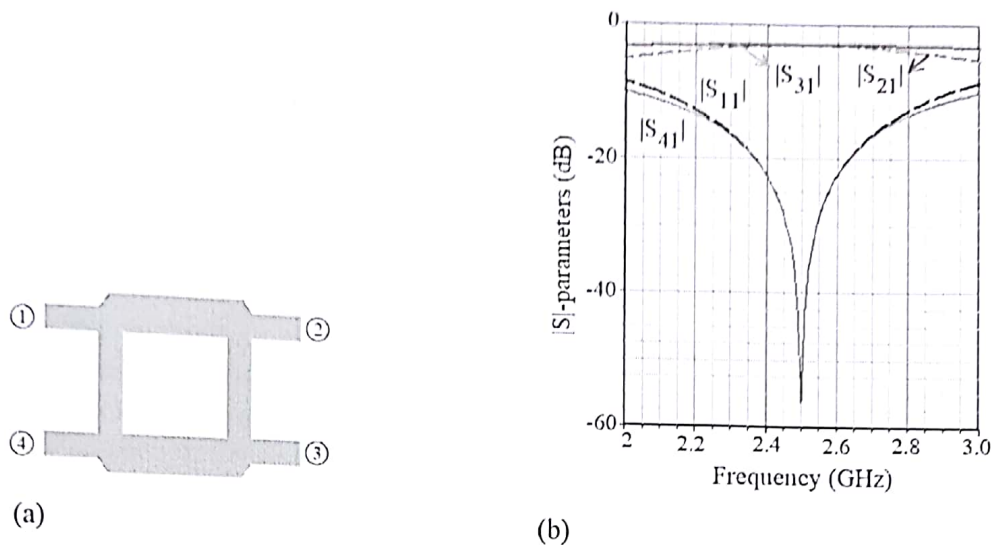 ①
②
④
③
(a)
0
-20
-40
-60
|S|-parameters (dB)
|S11|
|S31|
|S21|
|S41|
2
2.2
2.4
2.6
2.8
3.0
Frequency (GHz)
(b)